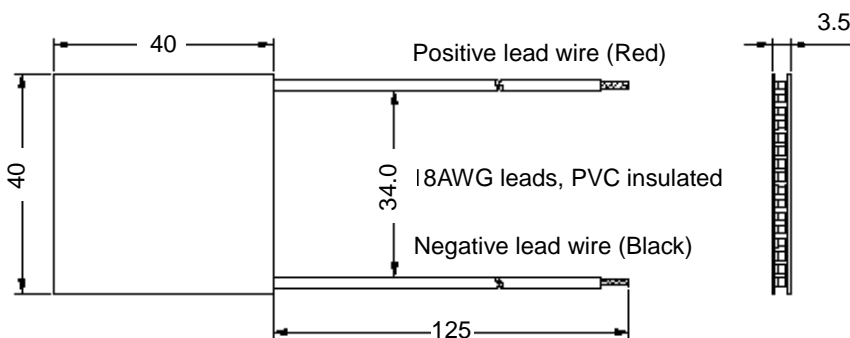 40
3.5
Positive lead wire (Red)
40
34.0
18AWG leads, PVC insulated
Negative lead wire (Black)
125